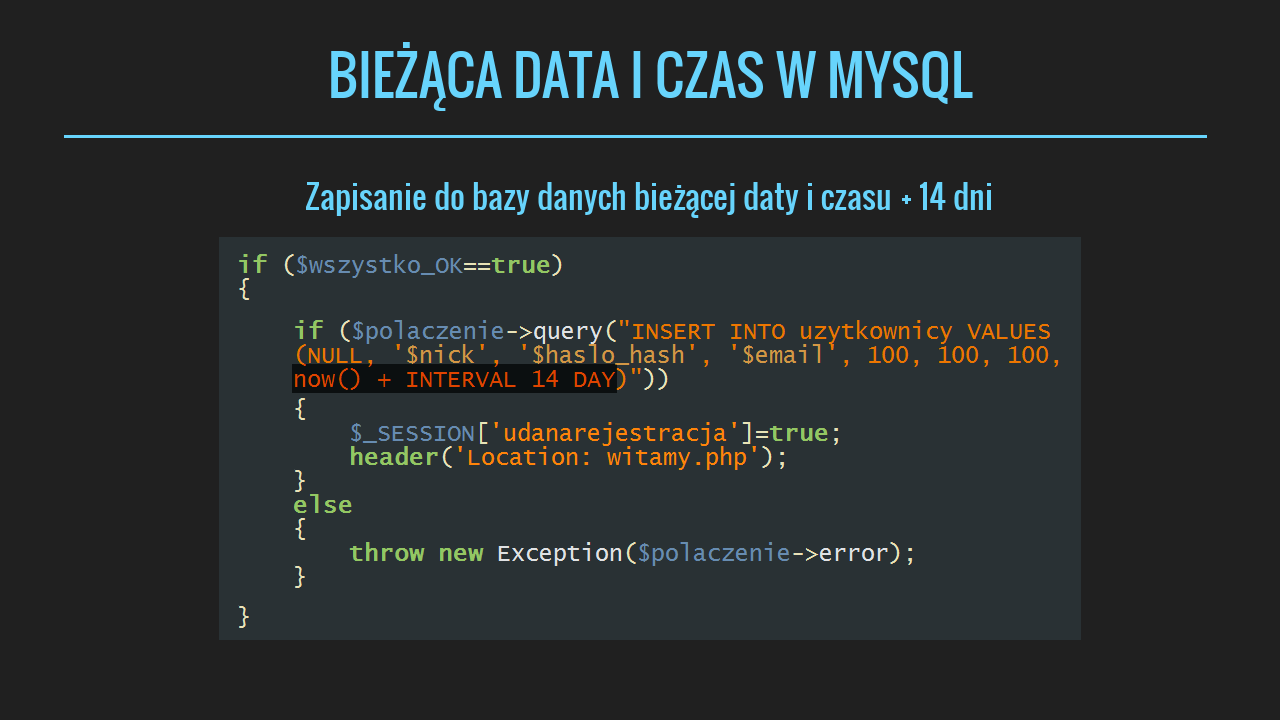 BIEŻĄCA DATA I CZAS W MYSQL
Zapisanie do bazy danych bieżącej daty i czasu + 14 dni
if ($wszystko_OK==true)
{
if ($polaczenie->query("INSERT INTO uzytkownicy VALUES
(NULL, '$nick', '$haslo_hash', '$email', 100, 100, 100,
now() + INTERVAL 14 DAY)"))
{
$_SESSION['udanarejestracja']=true;
header('Location: witamy.php');
}
else
{
throw new Exception($polaczenie->error);
}
}